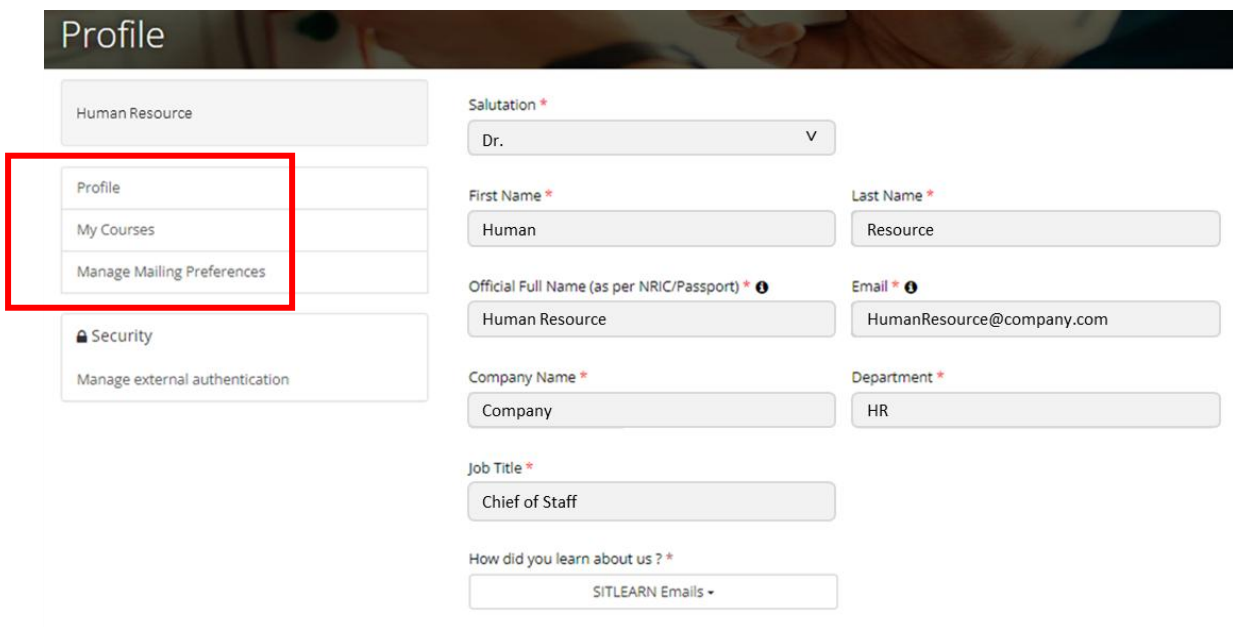 Profile
Human Resource
Profile
My Courses
Manage Mailing Preferences
Security
Manage external authentication
Salutation *
Dr. V
First Name * Last Name *
Human Resource
Official Full Name (as per NRIC/Passport) * Email *
Human Resource HumanResource@company.com
Company Name * Department *
Company HR
Job Title *
Chief of Staff
How did you learn about us ? *
SITLEARN Emails